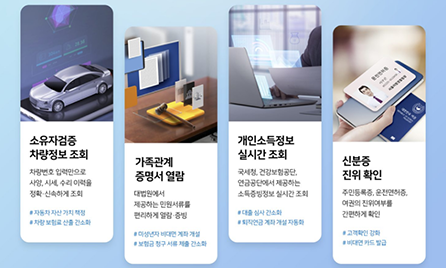 소유자검증
차량정보 조회
차량번호 입력만으로
사양, 시세, 수리 이력을
정확·신속하게 조회
# 자동차 자산 가치 책정
# 차량 보험료 산출 간소화
가족관계
증명서 열람
대법원에서
제공하는 민원서류를
편리하게 열람·증빙
# 미성년자 비대면 계좌 개설
# 보험금 청구 서류 제출 간소화
개인소득정보
실시간 조회
국세청, 건강보험공단,
연금공단에서 제공하는
소득증빙정보 실시간 조회
# 대출 심사 간소화
# 퇴직연금 계좌 개설 자동화
신분증
진위 확인
주민등록증, 운전면허증,
여권의 진위여부를
간편하게 확인
# 고객확인 강화
# 비대면 카드 발급